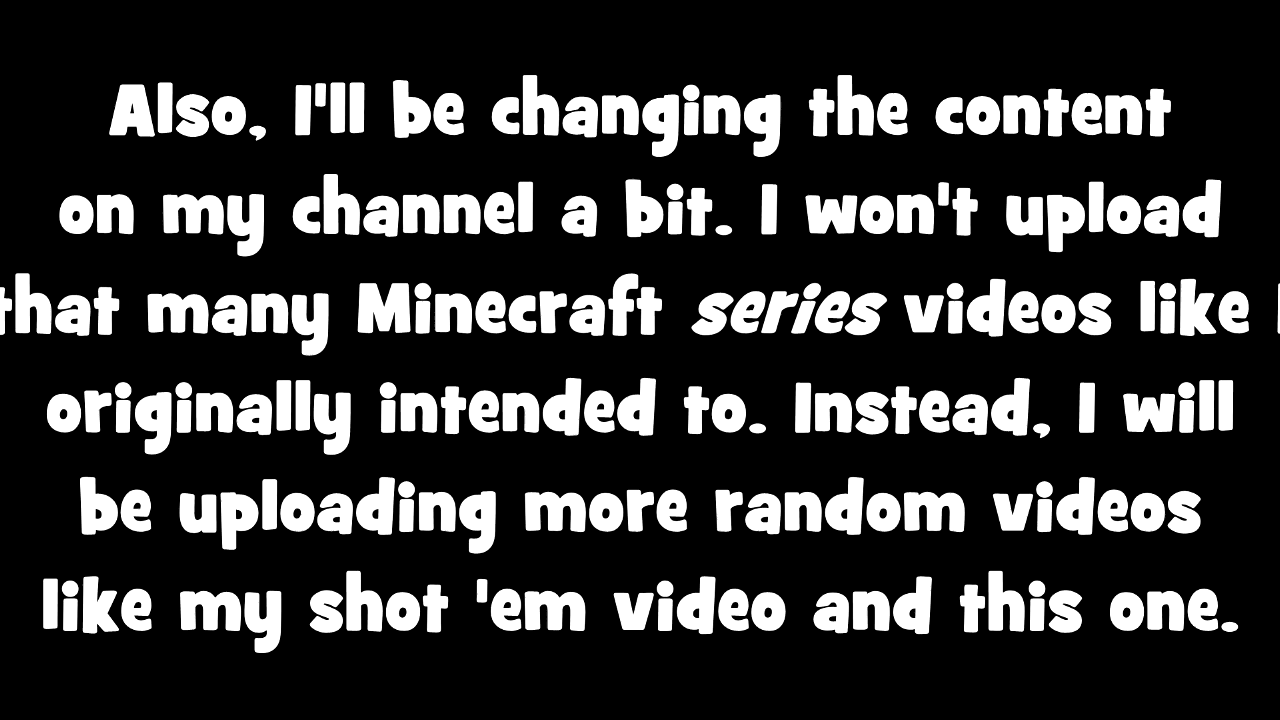 Also, I'll be changing the content
on my channel a bit. I won't upload
that many Minecraft series videos like I
originally intended to. Instead, I will
be uploading more random videos
like my shot 'em video and this one.